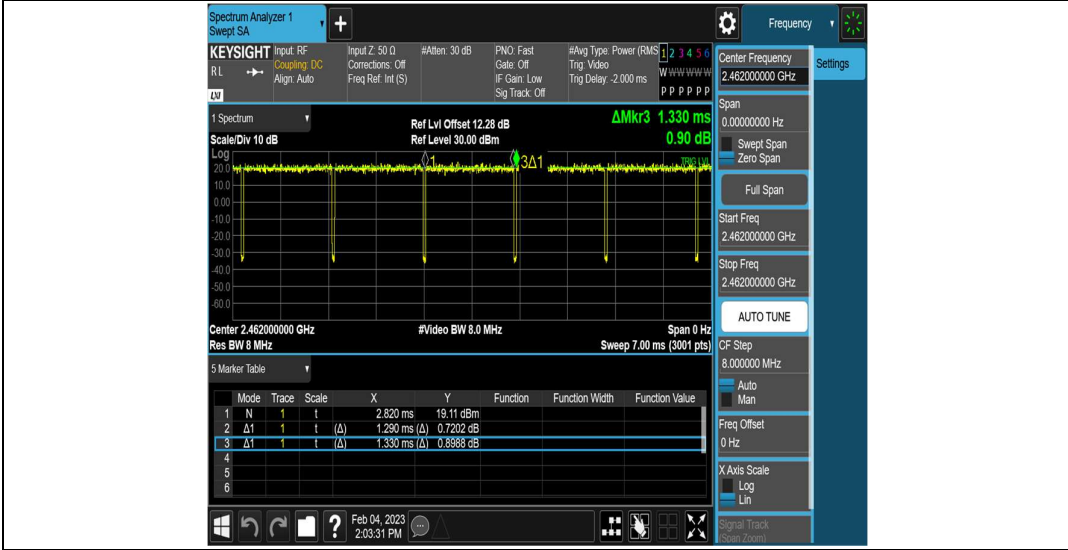 Spectrum Analyzer 1
Swept SA
Frequency
KEYSIGHT
RL
LXI
Input: RF
Coupling: DC
Align: Auto
Input Z: 50 Ω
Corrections: Off
Freq Ref: Int (S)
#Atten: 30 dB
PNO: Fast
Gate: Off
IF Gain: Low
Sig Track: Off
#Avg Type: Power (RMS
Trig: Video
Trig Delay: -2.000 ms
1 2 3 4 5 6
W W W W W W
P P P P P P
1 Spectrum
Scale/Div 10 dB
Ref Lvl Offset 12.28 dB
Ref Level 30.00 dBm
ΔMkr3 1.330 ms
0.90 dB
Log
20.0
10.0
0.00
-10.0
-20.0
-30.0
-40.0
-50.0
-60.0
1
3Δ1
TRIG LVL
Center 2.462000000 GHz
Res BW 8 MHz
#Video BW 8.0 MHz
Span 0 Hz
Sweep 7.00 ms (3001 pts)
5 Marker Table
Mode Trace Scale X Y Function Function Width Function Value
1 N 1 t 2.820 ms 19.11 dBm
2 Δ1 1 t (Δ) 1.290 ms (Δ) 0.7202 dB
3 Δ1 1 t (Δ) 1.330 ms (Δ) 0.8988 dB
4
5
6
Feb 04, 2023
2:03:31 PM
Center Frequency
2.462000000 GHz
Settings
Span
0.00000000 Hz
Swept Span
Zero Span
Full Span
Start Freq
2.462000000 GHz
Stop Freq
2.462000000 GHz
AUTO TUNE
CF Step
8.000000 MHz
Auto
Man
Freq Offset
0 Hz
X Axis Scale
Log
Lin
Signal Track
(Span Zoom)